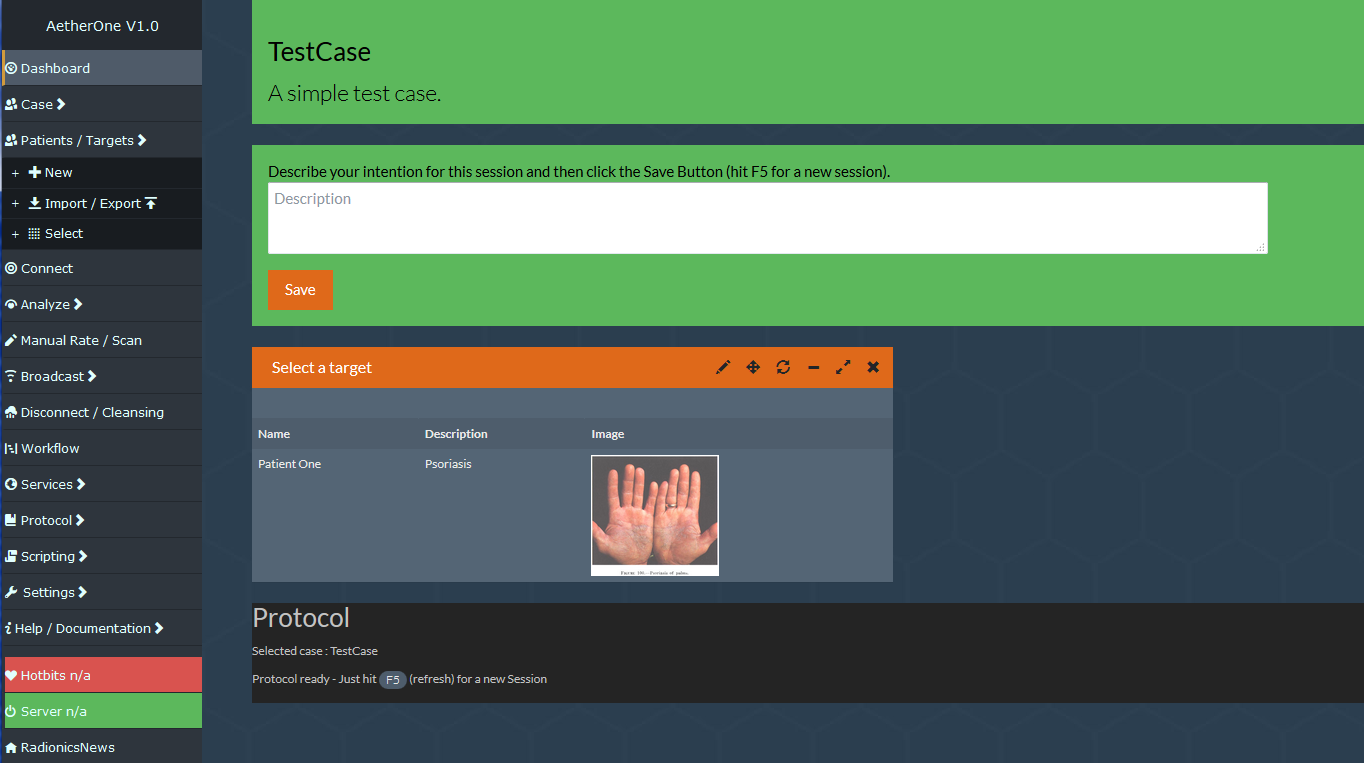 AetherOne V1.0
Dashboard
Case
Patients / Targets
+ New
+ Import / Export
+ Select
Connect
Analyze
Manual Rate / Scan
Broadcast
Disconnect / Cleansing
Workflow
Services
Protocol
Scripting
Settings
Help / Documentation
Hotbits n/a
Server n/a
RadionicsNews
TestCase
A simple test case.
Describe your intention for this session and then click the Save Button (hit F5 for a new session).
Description
Save
Select a target
Name Description Image
Patient One Psoriasis
Psoriasis of palms.
Protocol
Selected case : TestCase
Protocol ready - Just hit F5 (refresh) for a new Session